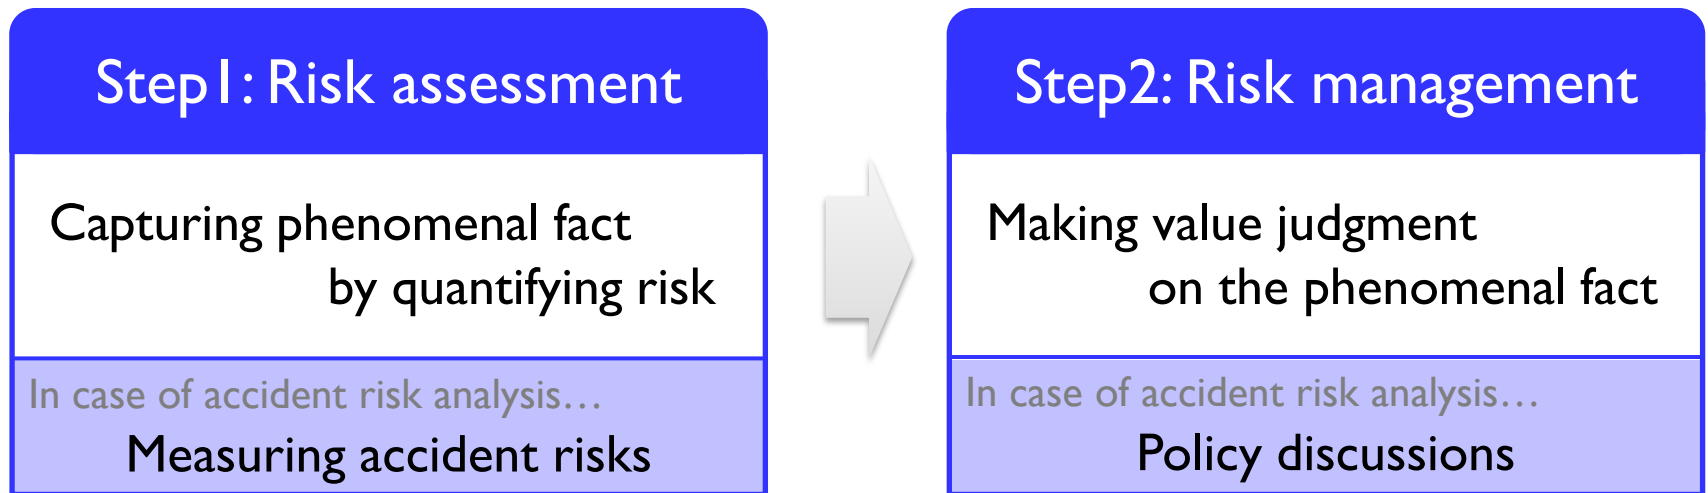 Step1: Risk assessment
Capturing phenomenal fact
by quantifying risk
In case of accident risk analysis…
Measuring accident risks
Step2: Risk management
Making value judgment
on the phenomenal fact
In case of accident risk analysis…
Policy discussions